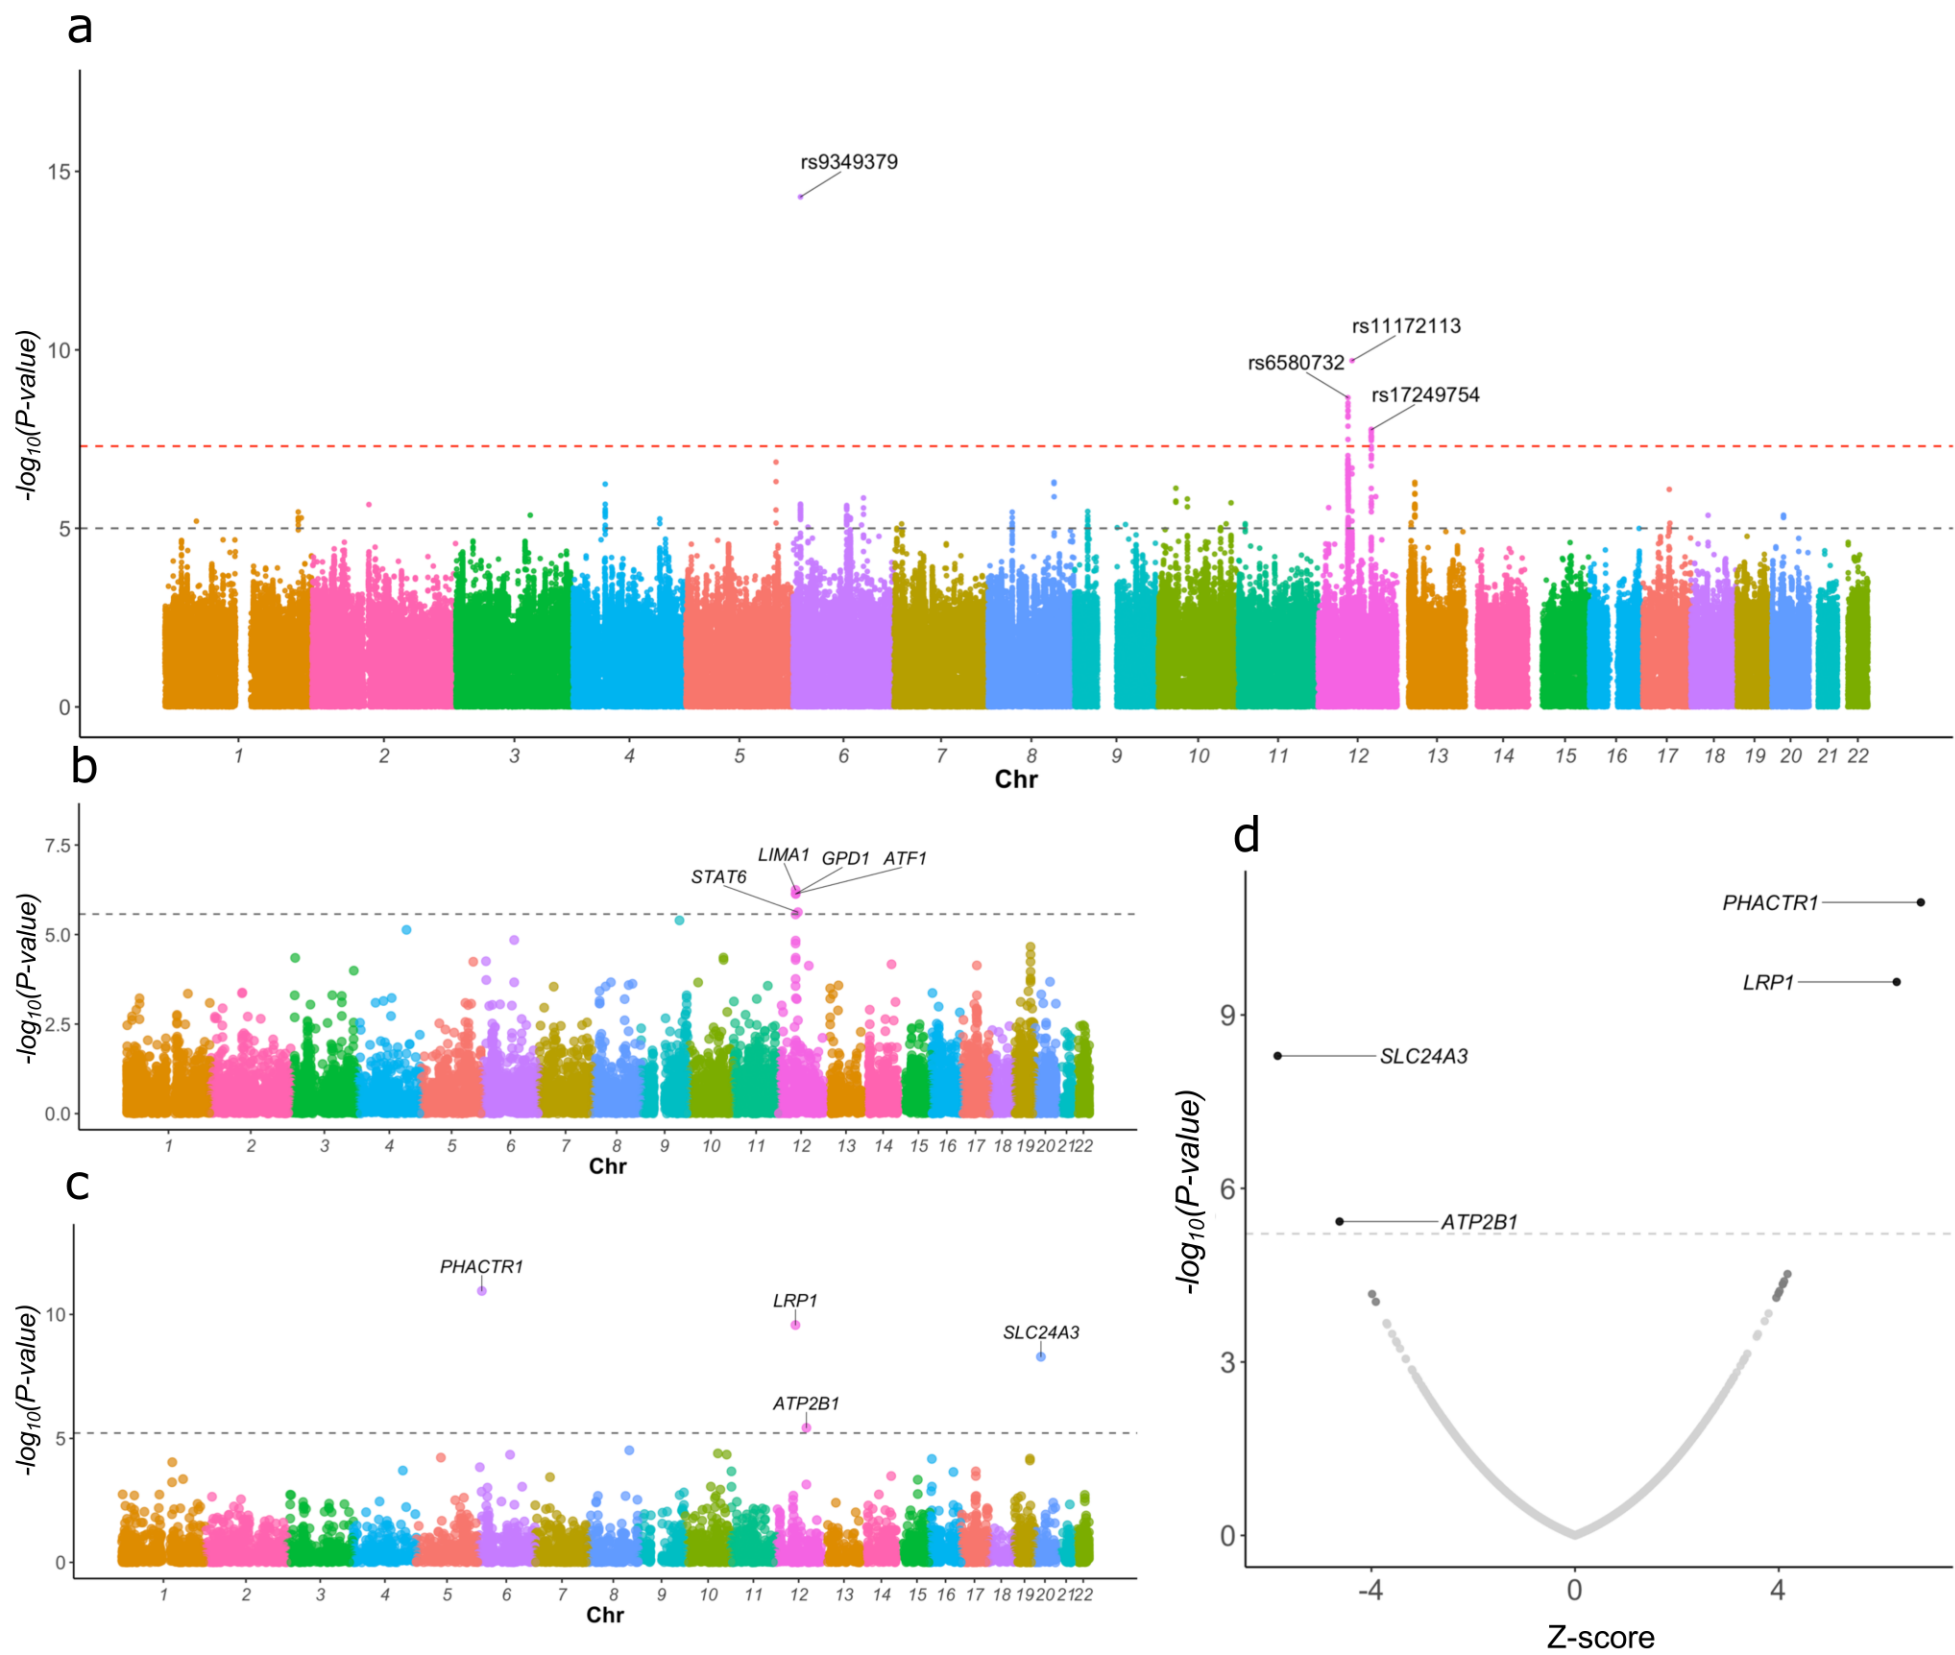 a
15
10
5
0
-log10(P-value)
rs9349379
rs11172113
rs6580732
rs17249754
1 2 3 4 5 6 7 8 9 10 11 12 13 14 15 16 17 18 19 20 21 22
Chr
b
7.5
5.0
2.5
0.0
-log10(P-value)
LIMA1 GPD1 ATF1
STAT6
1 2 3 4 5 6 7 8 9 10 11 12 13 14 15 16 17 18 19 20 21 22
Chr
c
10
5
0
-log10(P-value)
PHACTR1
LRP1
SLC24A3
ATP2B1
1 2 3 4 5 6 7 8 9 10 11 12 13 14 15 16 17 18 19 20 21 22
Chr
d
9
6
3
0
-log10(P-value)
PHACTR1
LRP1
SLC24A3
ATP2B1
-4 0 4
Z-score